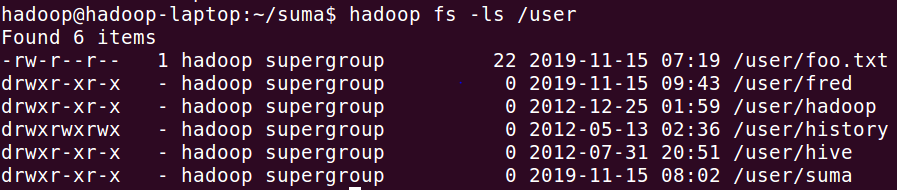 hadoop@hadoop-laptop:~/suma$ hadoop fs -ls /user
Found 6 items
-rw-r--r--   1 hadoop supergroup         22 2019-11-15 07:19 /user/foo.txt
drwxr-xr-x   - hadoop supergroup          0 2019-11-15 09:43 /user/fred
drwxr-xr-x   - hadoop supergroup          0 2012-12-25 01:59 /user/hadoop
drwxrwxrwx   - hadoop supergroup          0 2012-05-13 02:36 /user/history
drwxr-xr-x   - hadoop supergroup          0 2012-07-31 20:51 /user/hive
drwxr-xr-x   - hadoop supergroup          0 2019-11-15 08:02 /user/suma